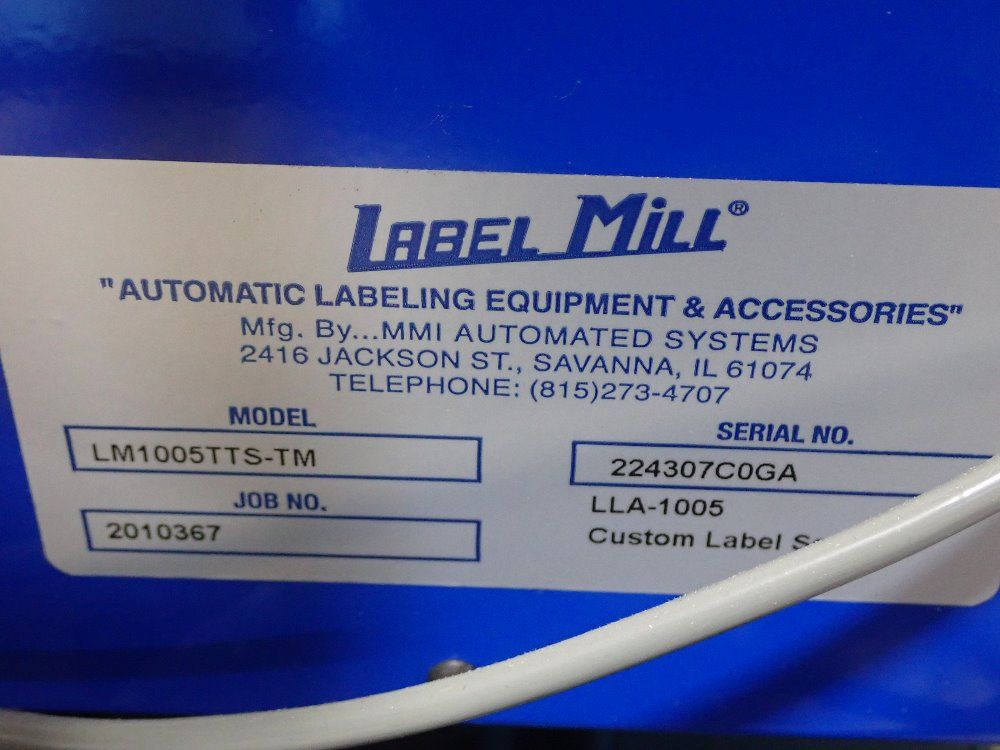 LABEL MILL®
"AUTOMATIC LABELING EQUIPMENT & ACCESSORIES"
Mfg. By...MMI AUTOMATED SYSTEMS
2416 JACKSON ST., SAVANNA, IL 61074
TELEPHONE: (815)273-4707
MODEL
LM1005TTS-TM
SERIAL NO.
224307C0GA
JOB NO.
2010367
LLA-1005
Custom Label